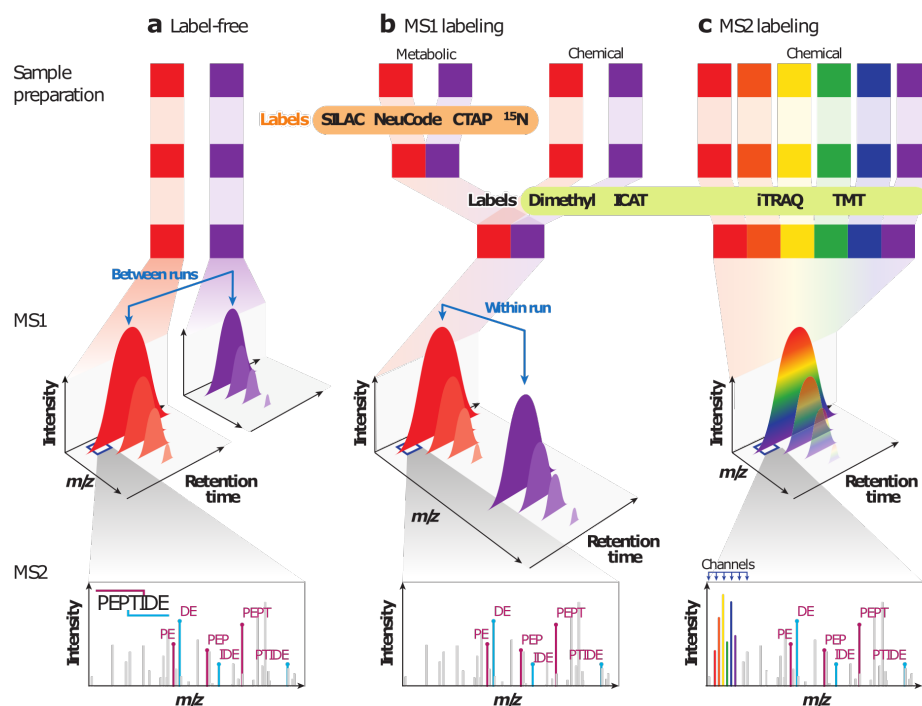 a Label-free
b MS1 labeling
c MS2 labeling
Metabolic
Chemical
Chemical
Sample
preparation
Labels
SILAC NeuCode CTAP ¹⁵N
Labels
Dimethyl ICAT iTRAQ TMT
Between runs
Within run
MS1
Intensity
m/z
Retention
time
Intensity
m/z
Retention
time
Intensity
m/z
Retention
time
MS2
Intensity
PEPTIDE
PE
DE
PEP
IDE
PEPT
PTIDE
m/z
Intensity
PE
DE
PEP
IDE
PEPT
PTIDE
m/z
Channels
Intensity
PE
DE
PEP
IDE
PEPT
PTIDE
m/z